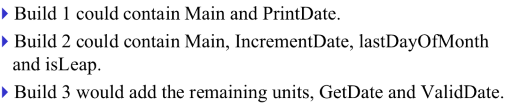 Build 1 could contain Main and PrintDate.
Build 2 could contain Main, IncrementDate, lastDayOfMonth
and isLeap.
Build 3 would add the remaining units, GetDate and ValidDate.